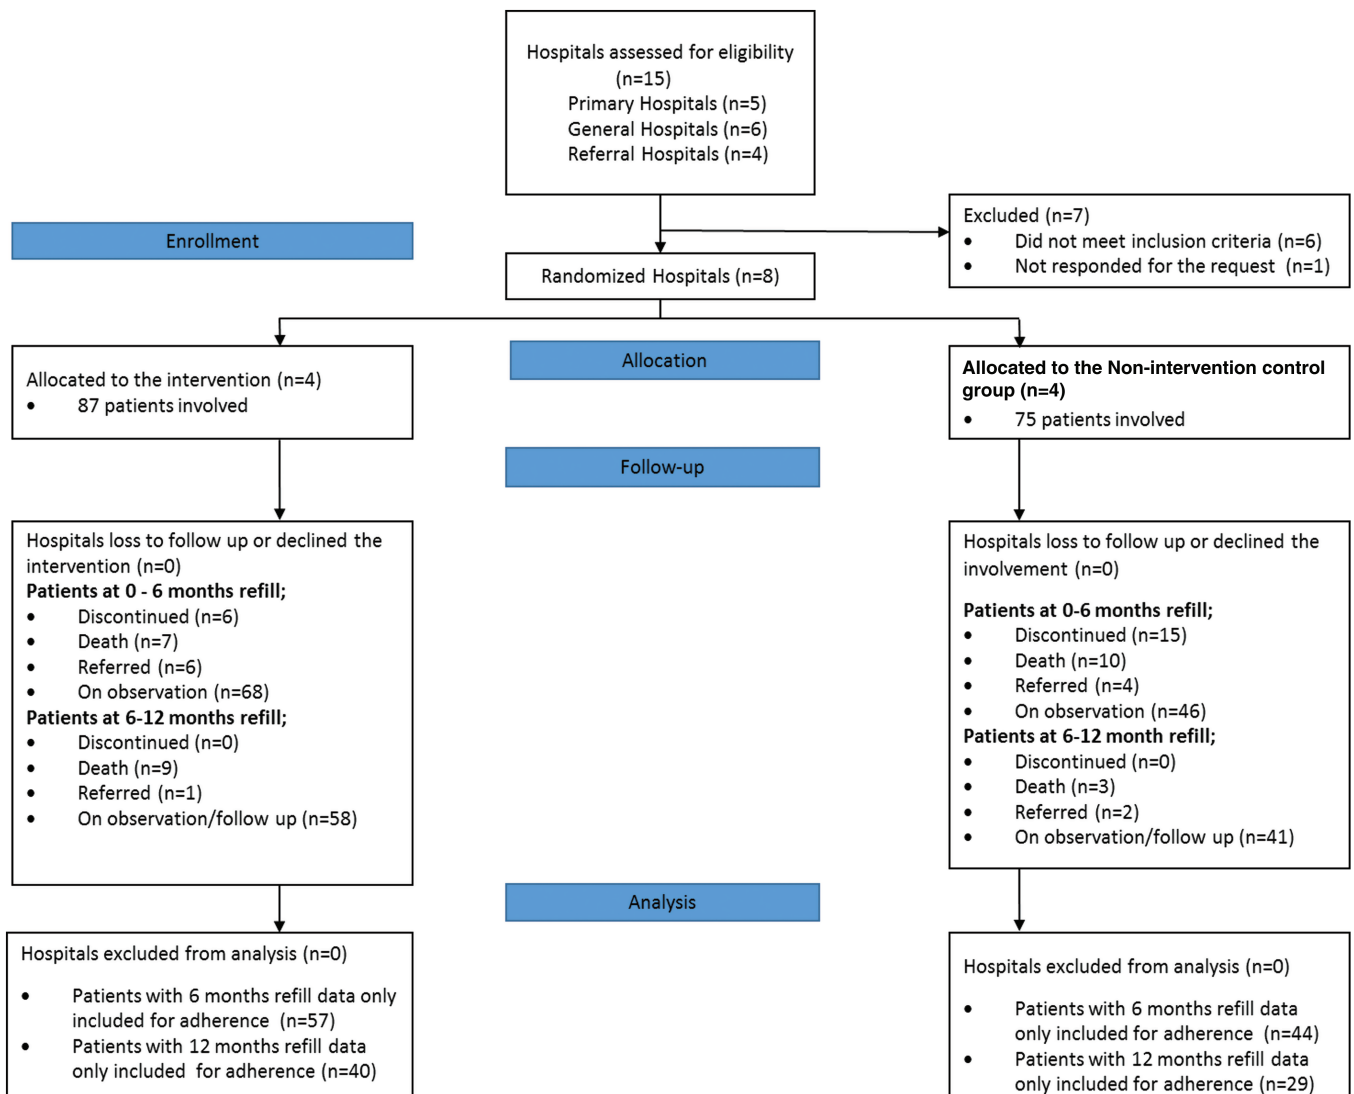 Hospitals assessed for eligibility
(n=15)
Primary Hospitals (n=5)
General Hospitals (n=6)
Referral Hospitals (n=4)
Excluded (n=7)
• Did not meet inclusion criteria (n=6)
• Not responded for the request (n=1)
Enrollment
Randomized Hospitals (n=8)
Allocation
Allocated to the intervention (n=4)
• 87 patients involved
Allocated to the Non-intervention control
group (n=4)
• 75 patients involved
Follow-up
Hospitals loss to follow up or declined the
intervention (n=0)
Patients at 0 - 6 months refill;
• Discontinued (n=6)
• Death (n=7)
• Referred (n=6)
• On observation (n=68)
Patients at 6-12 months refill;
• Discontinued (n=0)
• Death (n=9)
• Referred (n=1)
• On observation/follow up (n=58)
Hospitals loss to follow up or declined the
involvement (n=0)
Patients at 0-6 months refill;
• Discontinued (n=15)
• Death (n=10)
• Referred (n=4)
• On observation (n=46)
Patients at 6-12 month refill;
• Discontinued (n=0)
• Death (n=3)
• Referred (n=2)
• On observation/follow up (n=41)
Analysis
Hospitals excluded from analysis (n=0)
• Patients with 6 months refill data only
included for adherence (n=57)
• Patients with 12 months refill data
only included for adherence (n=40)
Hospitals excluded from analysis (n=0)
• Patients with 6 months refill data
only included for adherence (n=44)
• Patients with 12 months refill data
only included for adherence (n=29)